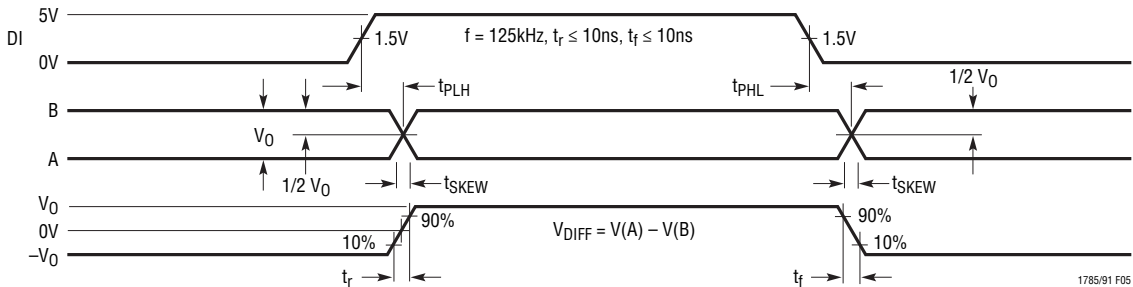 5V
DI
0V
1.5V
f = 125kHz, tr ≤ 10ns, tf ≤ 10ns
1.5V
tPLH
tPHL
1/2 VO
B
VO
A
1/2 VO
tSKEW
tSKEW
VO
0V
–VO
90%
10%
VDIFF = V(A) – V(B)
90%
10%
tr
tf
1785/91 F05